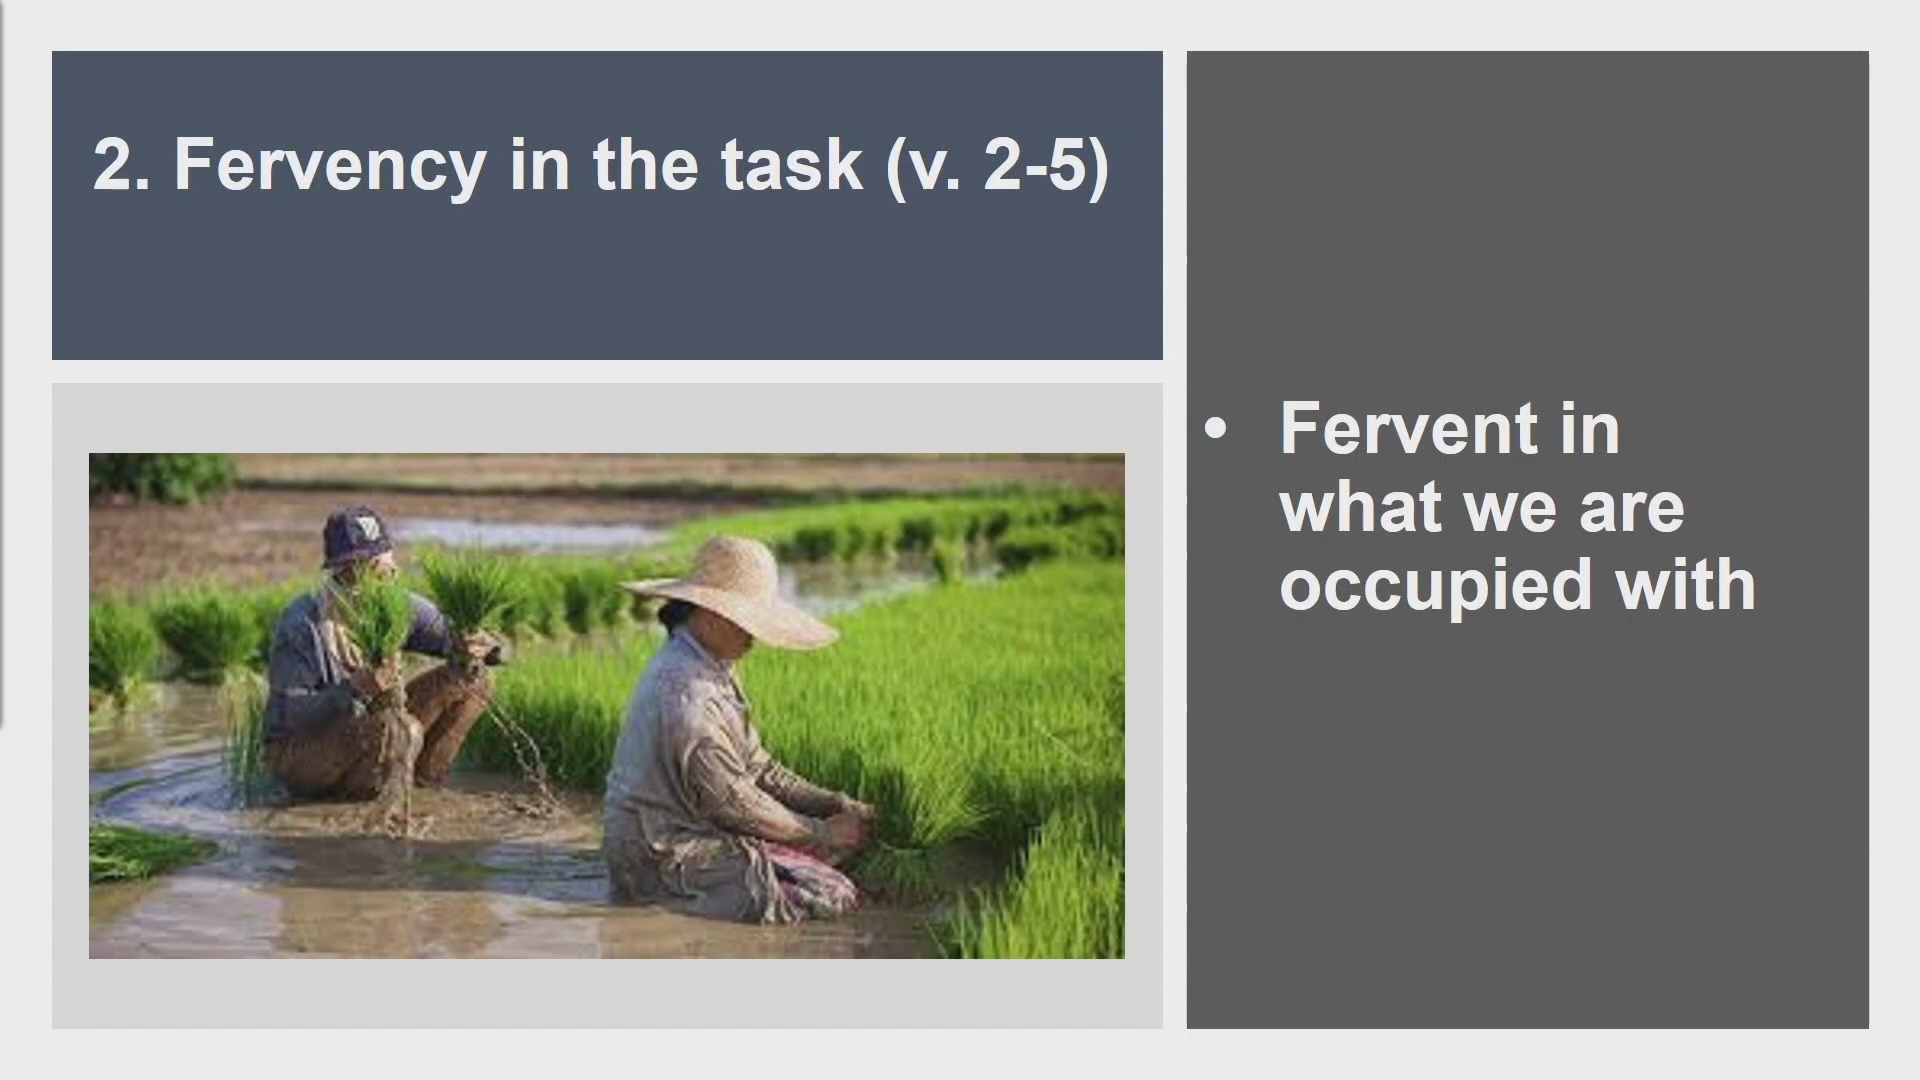 2. Fervency in the task (v. 2-5)
• Fervent in
what we are
occupied with